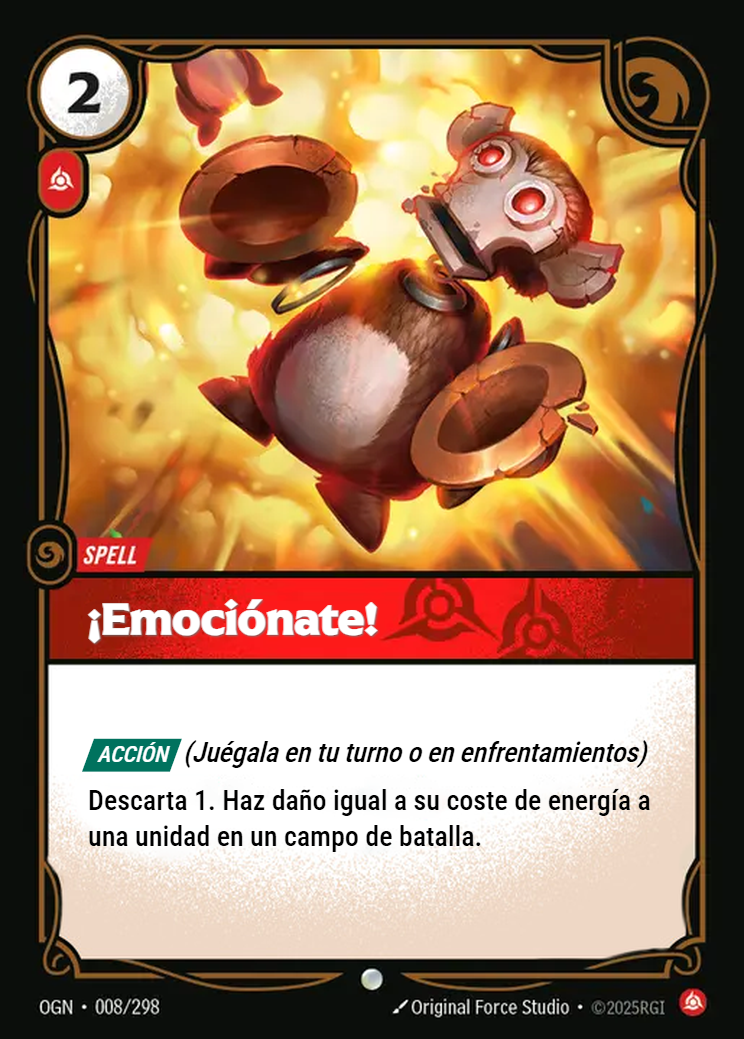 2
SPELL
¡Emociónate!
ACCIÓN (Juégala en tu turno o en enfrentamientos)
Descarta 1. Haz daño igual a su coste de energía a
una unidad en un campo de batalla.
OGN • 008/298
Original Force Studio • ©2025RGI